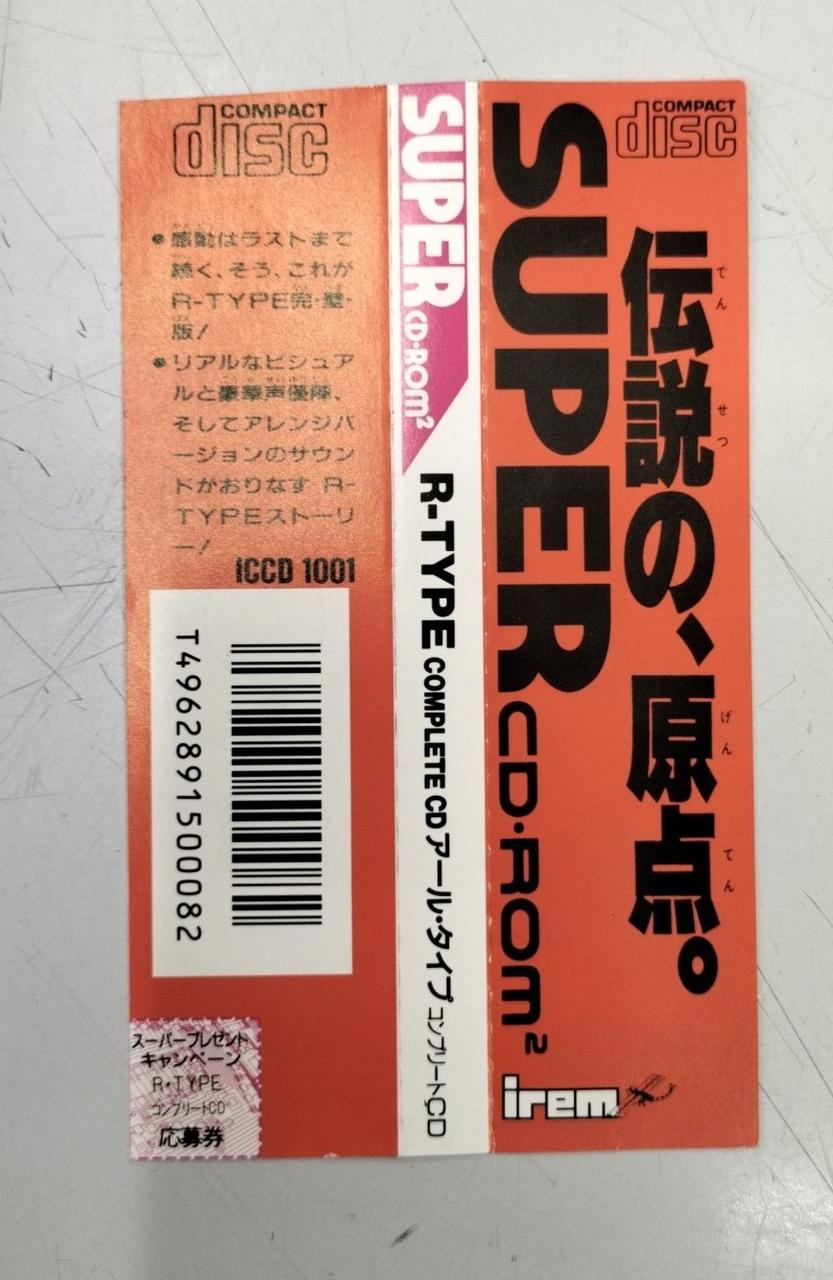 COMPACT
disc
●感動はラストまで
続く、そう、これが
R-TYPE完・璧・
版!
●リアルなビジュア
ルと豪華声優陣、
そしてアレンジバ
ージョンのサウン
ドがおりなす R-
TYPEストーリ
ー!
ICCD 1001
T4962891500082
スーパープレゼント
キャンペーン
R・TYPE
コンプリートCD
応募券
SUPER CD・ROM²
R-TYPE COMPLETE CD アール・タイプ コンプリートCD
COMPACT
disc
伝説の、原点。
でん せつ げん てん
SUPER CD・ROM²
irem